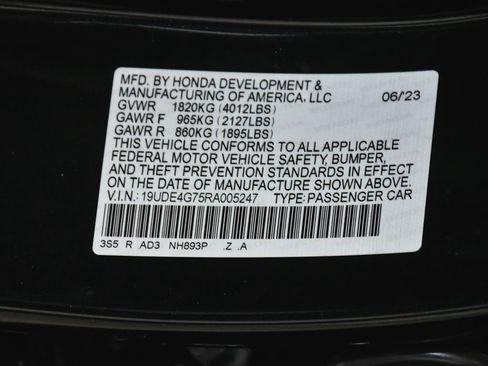 MFD. BY HONDA DEVELOPMENT &
MANUFACTURING OF AMERICA, LLC 06/'23
GVWR 1820KG (4012LBS)
GAWR F 965KG (2127LBS)
GAWR R 860KG (1895LBS)
THIS VEHICLE CONFORMS TO ALL APPLICABLE
FEDERAL MOTOR VEHICLE SAFETY, BUMPER,
AND THEFT PREVENTION STANDARDS IN EFFECT
ON THE DATE OF MANUFACTURE SHOWN ABOVE.
V.I.N.: 19UDE4G75RA005247 TYPE: PASSENGER CAR
3S5 R AD3 NH893P .Z .A